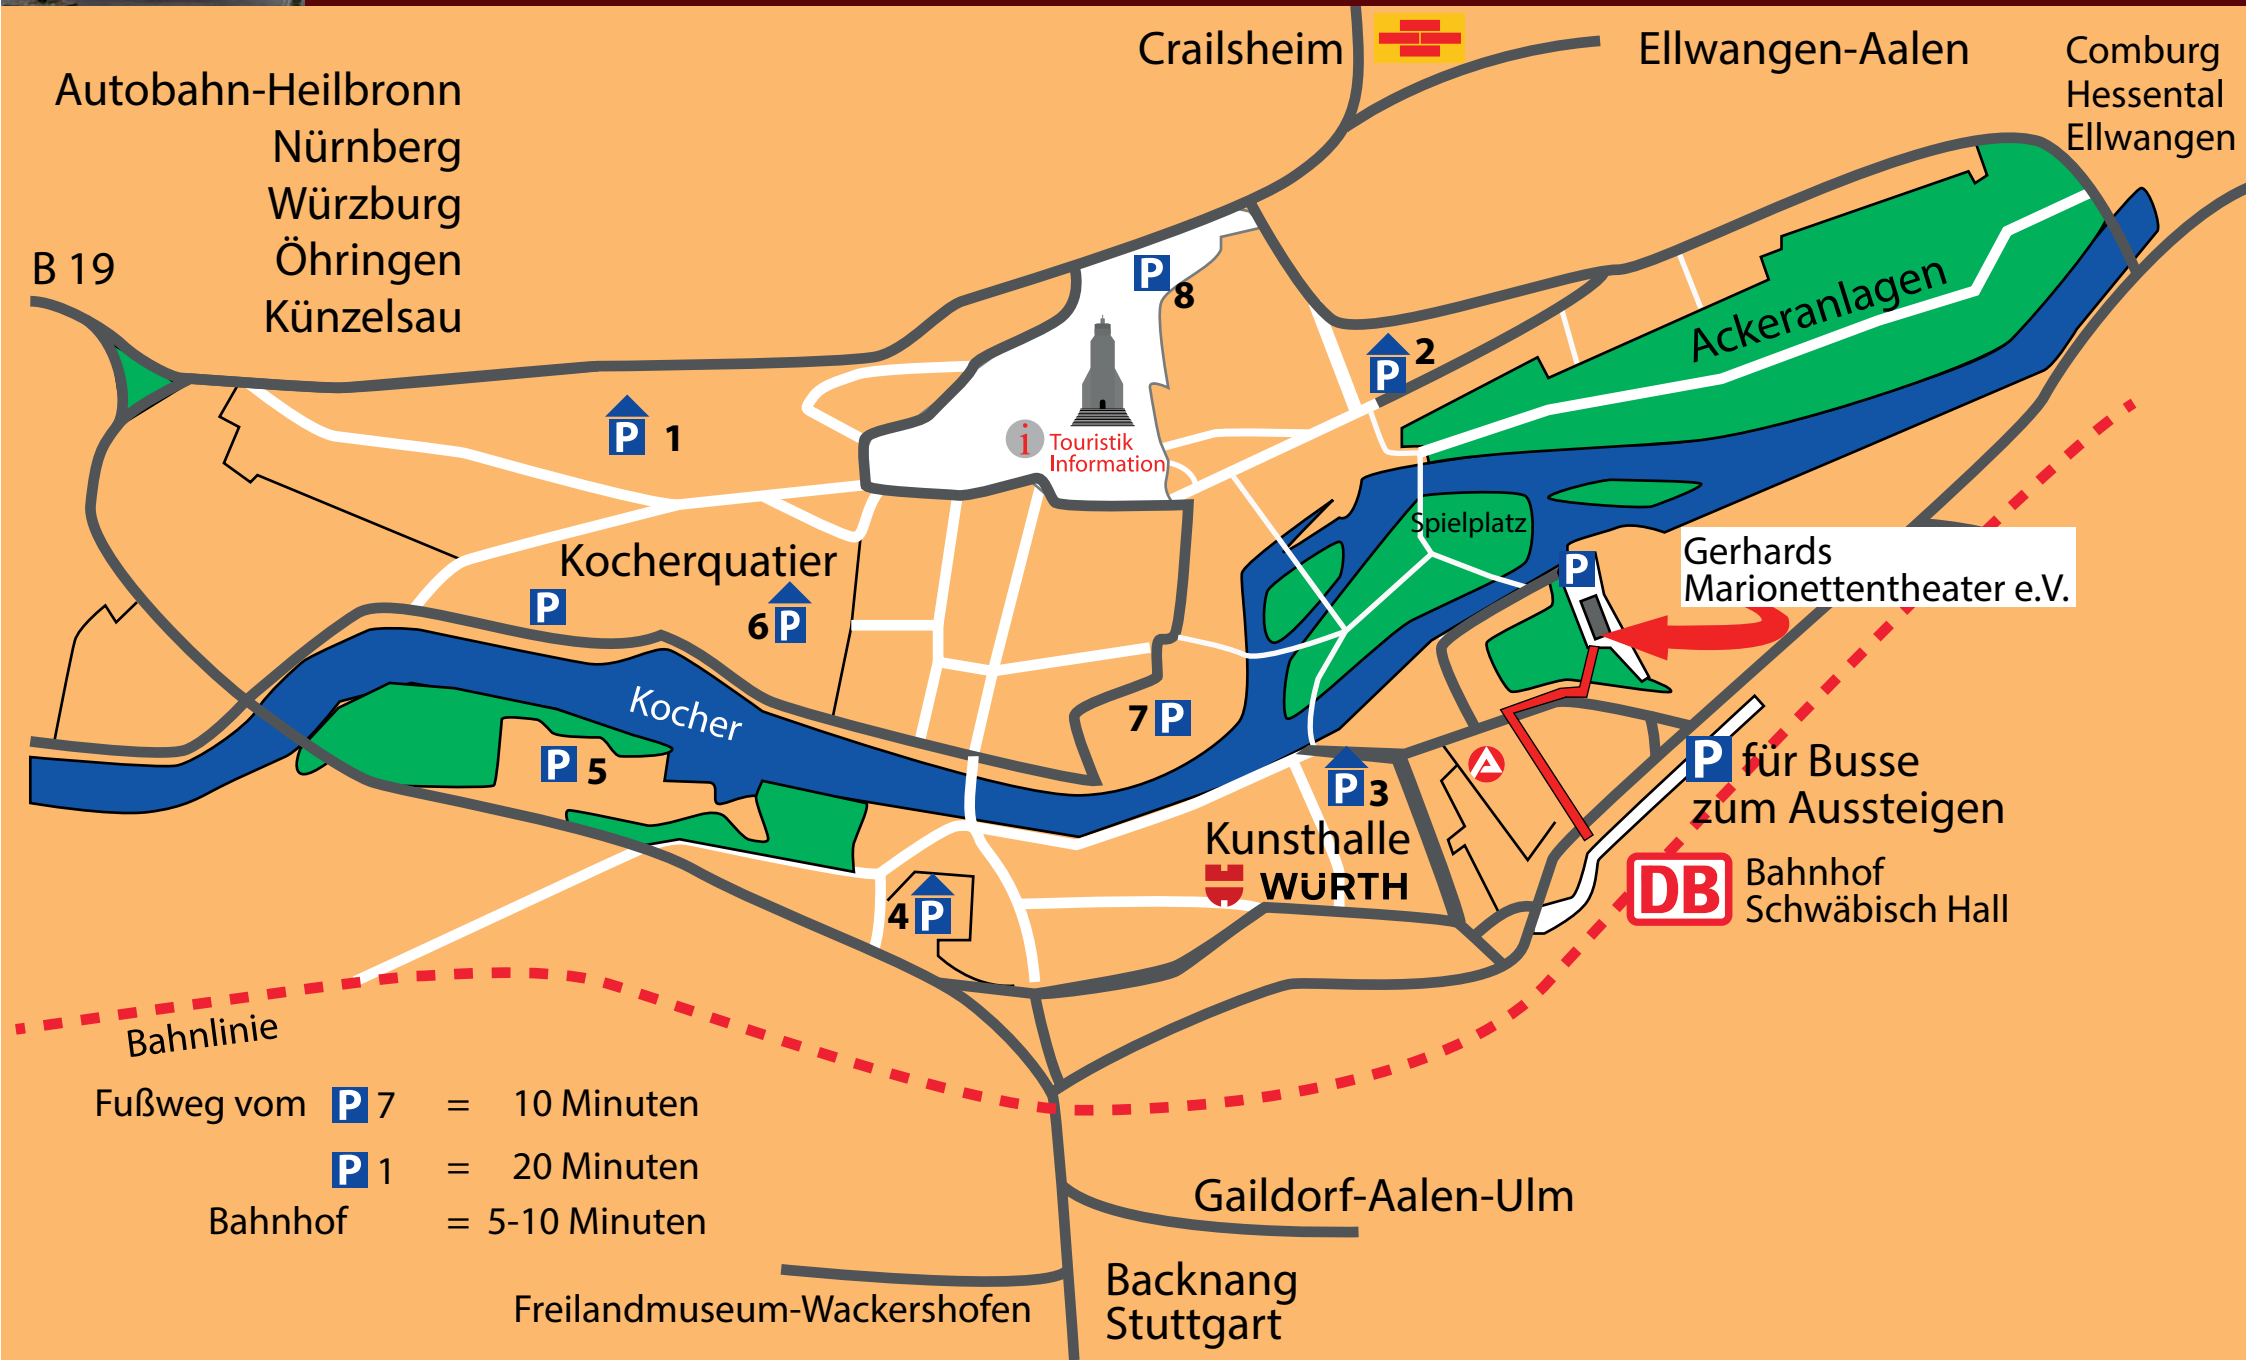 Crailsheim
Ellwangen-Aalen
Comburg
Hessental
Ellwangen
Autobahn-Heilbronn
Nürnberg
Würzburg
Öhringen
Künzelsau
B 19
P 8
P 2
P 1
i Touristik
Information
Ackeranlagen
Spielplatz
Kocherquatier
P
6 P
P
Gerhards
Marionettentheater e.V.
Kocher
7 P
P 5
P 3
A
P für Busse
zum Aussteigen
Kunsthalle
WÜRTH
4 P
DB Bahnhof
Schwäbisch Hall
Bahnlinie
Fußweg vom P 7 = 10 Minuten
P 1 = 20 Minuten
Bahnhof = 5-10 Minuten
Gaildorf-Aalen-Ulm
Freilandmuseum-Wackershofen
Backnang
Stuttgart